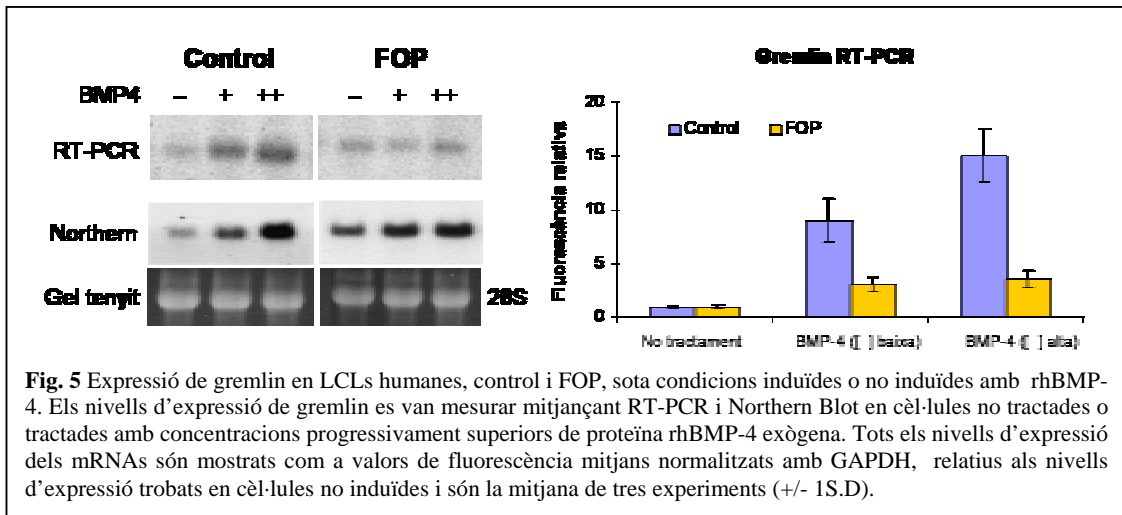 Control FOP
BMP4 – + ++ – + ++
RT-PCR
Northern
Gel tenyit 28S
Gremlin RT-PCR
Control FOP
Fluorescència relativa
20
15
10
5
0
No tractament BMP-4 ([ ] baixa) BMP-4 ([ ] alta)
Fig. 5 Expressió de gremlin en LCLs humanes, control i FOP, sota condicions induïdes o no induïdes amb rhBMP-
4. Els nivells d'expressió de gremlin es van mesurar mitjançant RT-PCR i Northern Blot en cèl·lules no tractades o
tractades amb concentracions progressivament superiors de proteïna rhBMP-4 exògena. Tots els nivells d'expressió
dels mRNAs són mostrats com a valors de fluorescència mitjans normalitzats amb GAPDH, relatius als nivells
d'expressió trobats en cèl·lules no induïdes i són la mitjana de tres experiments (+/- 1S.D).